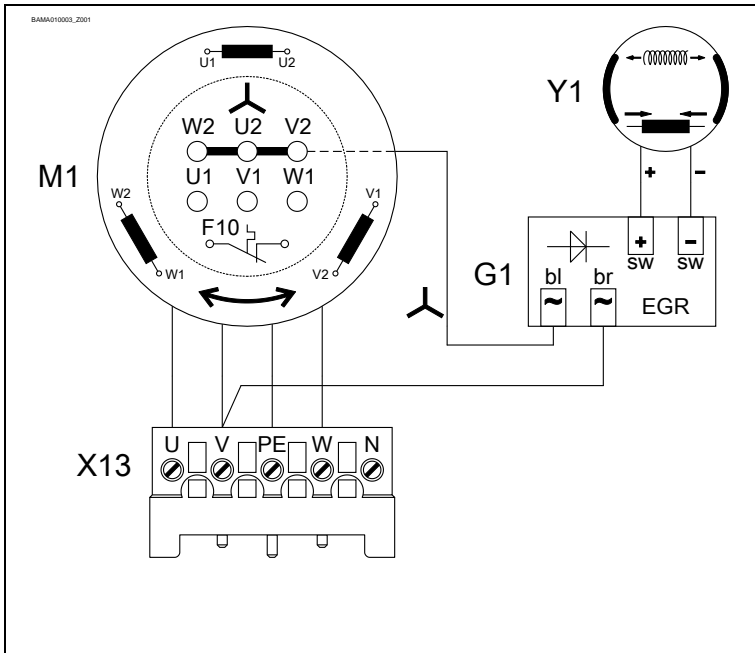 BAMA010003_Z001
U1 U2
Y1
W2 U2 V2
M1
U1 V1 W1
W2 V1
F10
W1 V2
+ -
+ -
sw sw
G1
bl br
~ ~
EGR
U V PE W N
X13